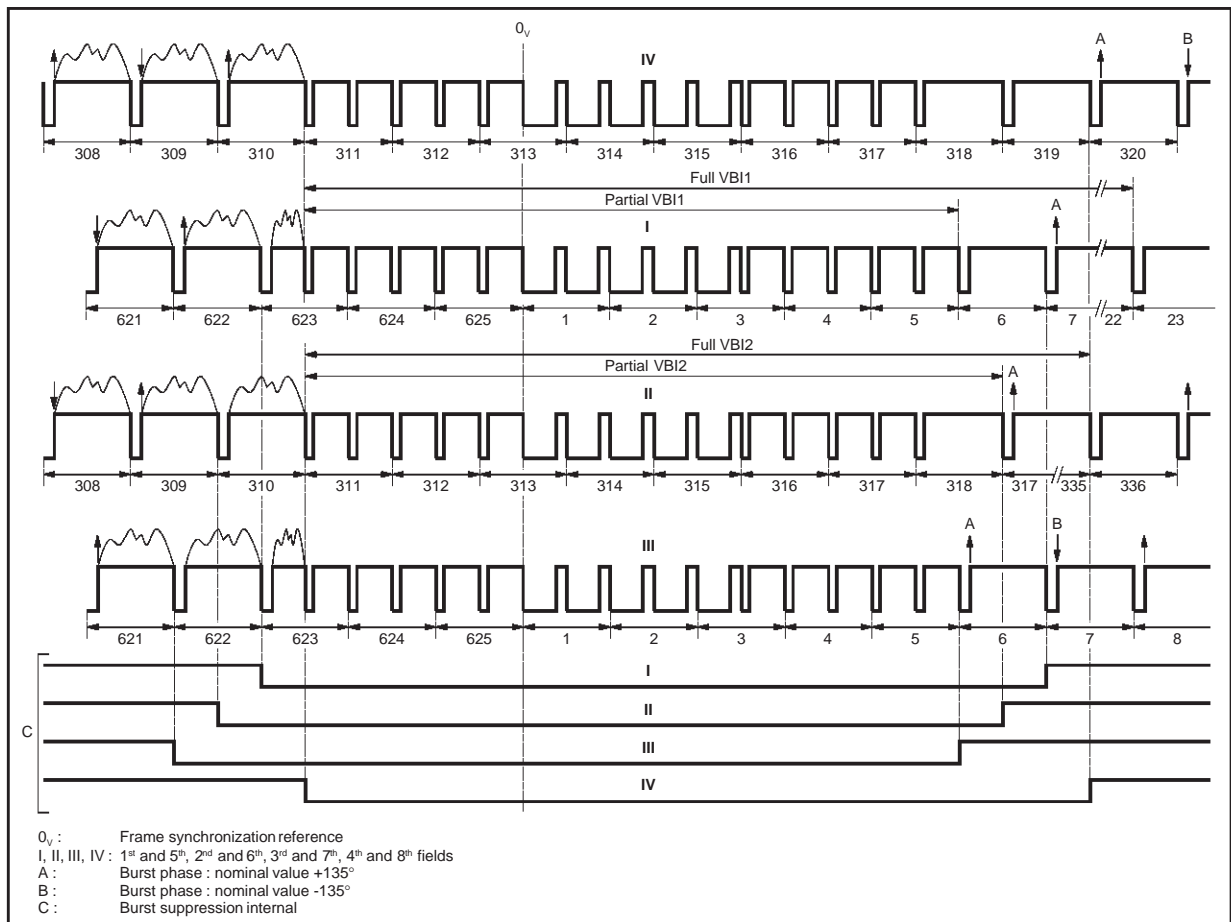 0V
IV
A
B
308 309 310 311 312 313 314 315 316 317 318 319 320
Full VBI1
Partial VBI1
I
A
621 622 623 624 625 1 2 3 4 5 6 7 22 23
Full VBI2
Partial VBI2
II
A
308 309 310 311 312 313 314 315 316 317 318 317 335 336
III
A
B
621 622 623 624 625 1 2 3 4 5 6 7 8
I
II
C
III
IV
0V : Frame synchronization reference
I, II, III, IV : 1st and 5th, 2nd and 6th, 3rd and 7th, 4th and 8th fields
A : Burst phase : nominal value +135°
B : Burst phase : nominal value -135°
C : Burst suppression internal